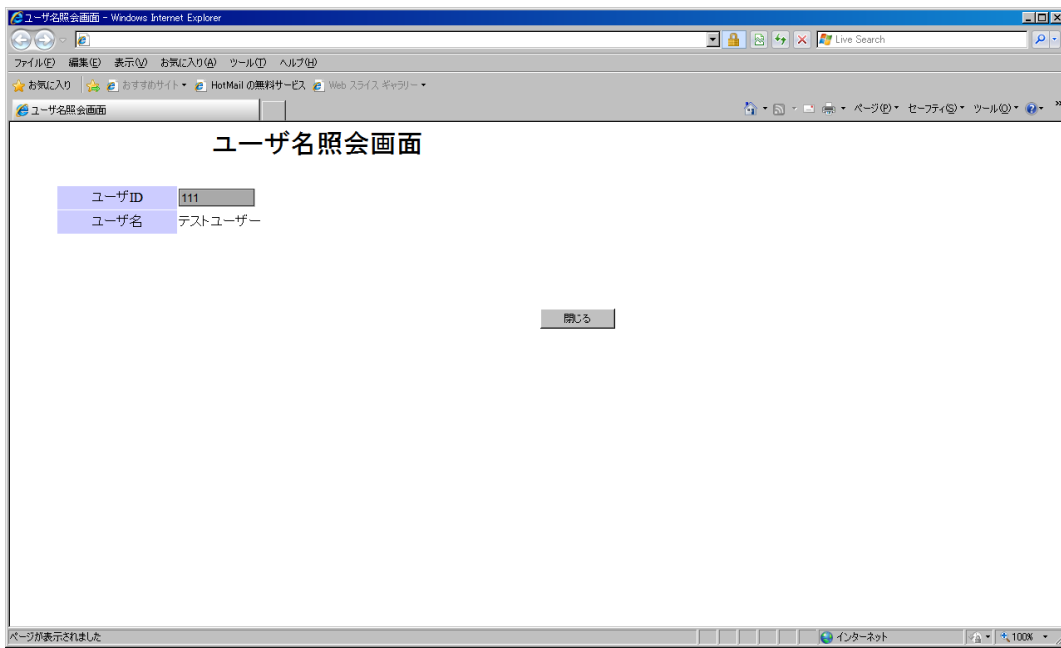 ユーザ名照会画面 - Windows Internet Explorer
Live Search
ファイル(F) 編集(E) 表示(V) お気に入り(A) ツール(T) ヘルプ(H)
お気に入り おすすめサイト HotMail の無料サービス Web スライス ギャラリー
ユーザ名照会画面 ページ(P) セーフティ(S) ツール(O)
ユーザ名照会画面
ユーザID 111
ユーザ名 テストユーザー
閉じる
ページが表示されました インターネット 100%